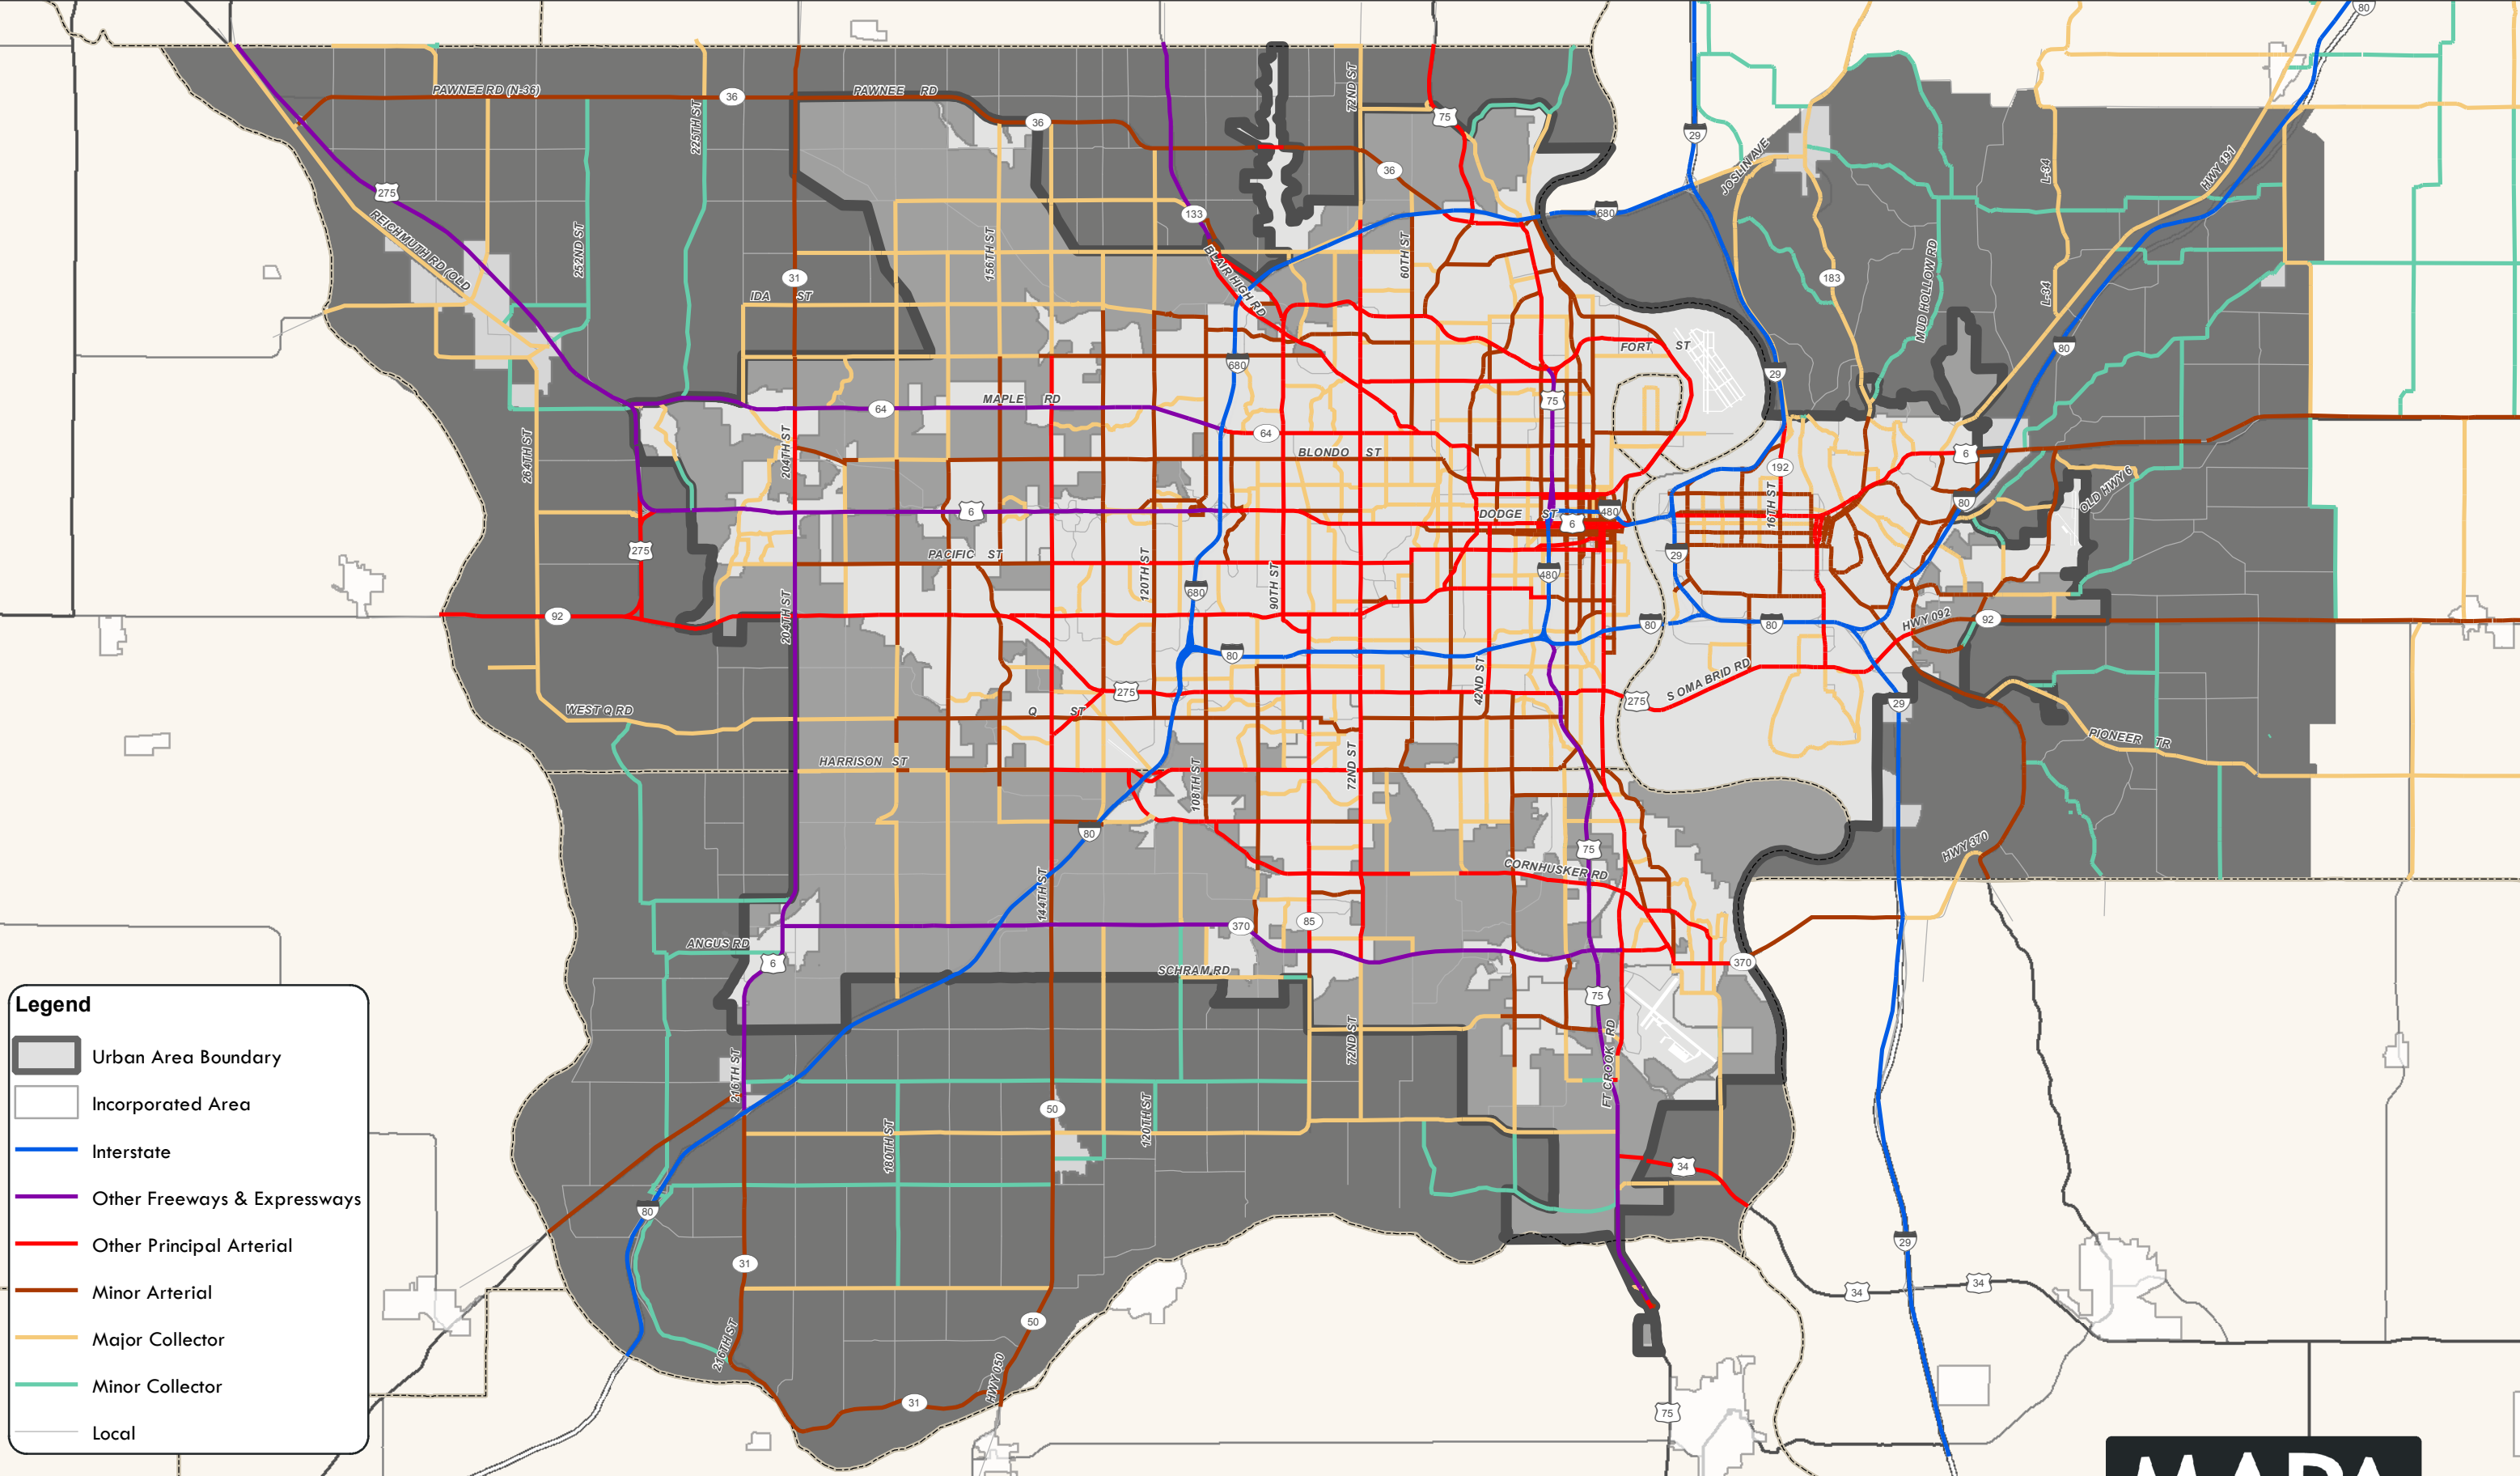 80
PAWNEE RD (N-36)
36
PAWNEE RD
36
72ND ST
75
29
225TH ST
36
JOSLIN AVE
L-34
HWY 191
275
REICHMUTH RD (OLD
252ND ST
133
680
156TH ST
BLAIR HIGH RD
60TH ST
31
IDA ST
183
MUD HOLLOW RD
L-34
680
FORT ST
29
80
MAPLE RD
64
75
64
264TH ST
204TH ST
BLONDO ST
192
6
16TH ST
80
OLD HWY 6
6
DODGE ST
6
480
275
PACIFIC ST
120TH ST
680
90TH ST
480
29
92
204TH ST
80
80
80
HWY 092
92
275
42ND ST
275
S OMA BRID RD
29
WEST Q RD
Q ST
PIONEER TR
HARRISON ST
108TH ST
72ND ST
80
75
HWY 370
CORNHUSKER RD
144TH ST
370
85
ANGUS RD
6
SCHRAM RD
370
75
216TH ST
72ND ST
FT CROOK RD
50
180TH ST
120TH ST
34
80
31
29
34
34
216TH ST
50
HWY 050
31
75
Legend
Urban Area Boundary
Incorporated Area
Interstate
Other Freeways & Expressways
Other Principal Arterial
Minor Arterial
Major Collector
Minor Collector
Local
MAPA